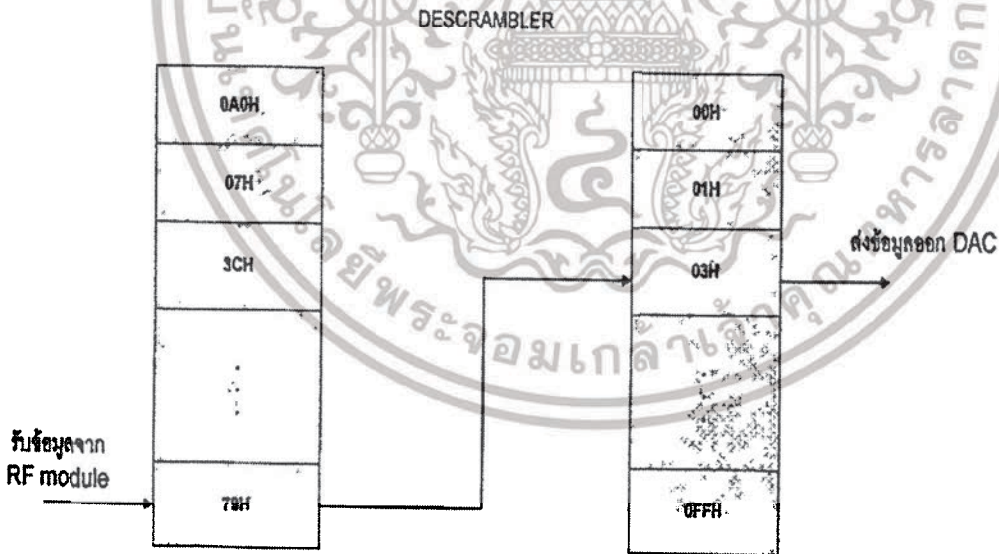 DESCRAMBLER
0A0H
07H
3CH
79H
00H
01H
03H
0FFH
รับข้อมูลจาก
RF module
ส่งข้อมูลออก DAC